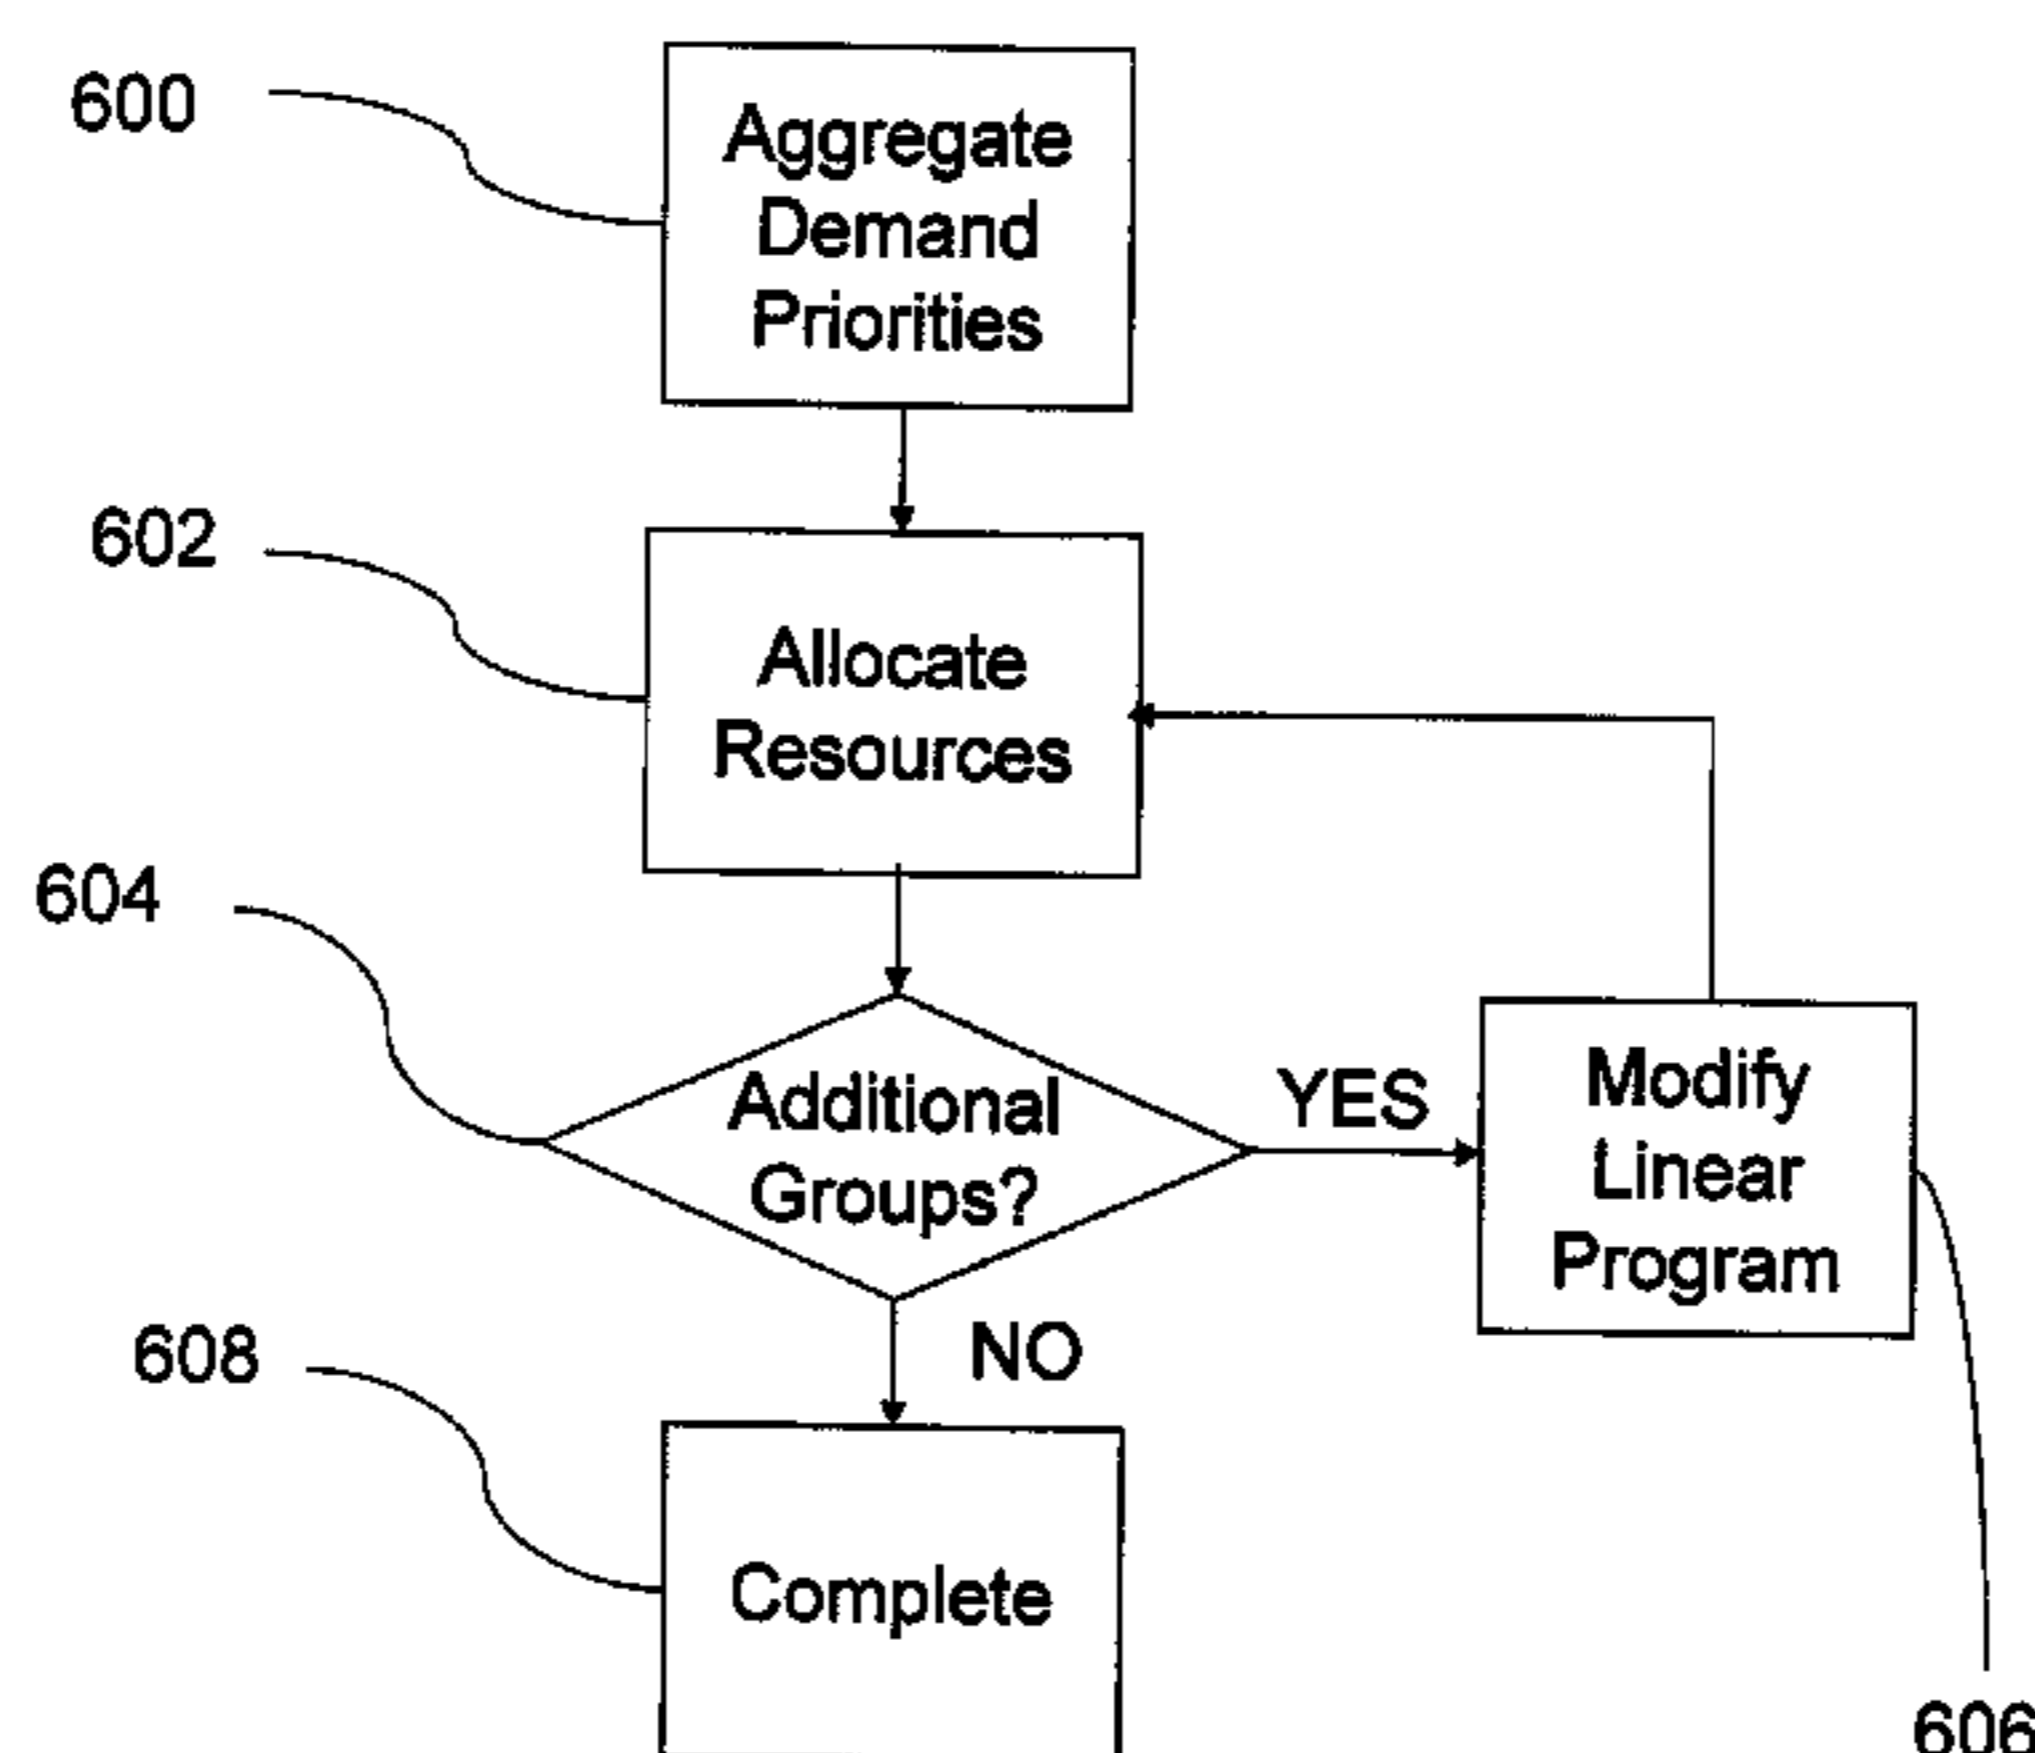 600
Aggregate
Demand
Priorities
602
Allocate
Resources
604
Additional
Groups?
YES
Modify
Linear
Program
608
NO
Complete
606